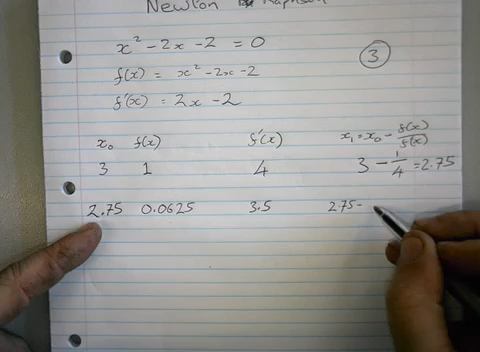 Newton Raphson
x² - 2x - 2 = 0
3
f(x) = x² - 2x - 2
f'(x) = 2x - 2
x₀ f(x) f'(x) x₁ = x₀ - f(x)/f(x)
3 1 4 3 - 1/4 = 2.75
2.75 0.0625 3.5 2.75 -